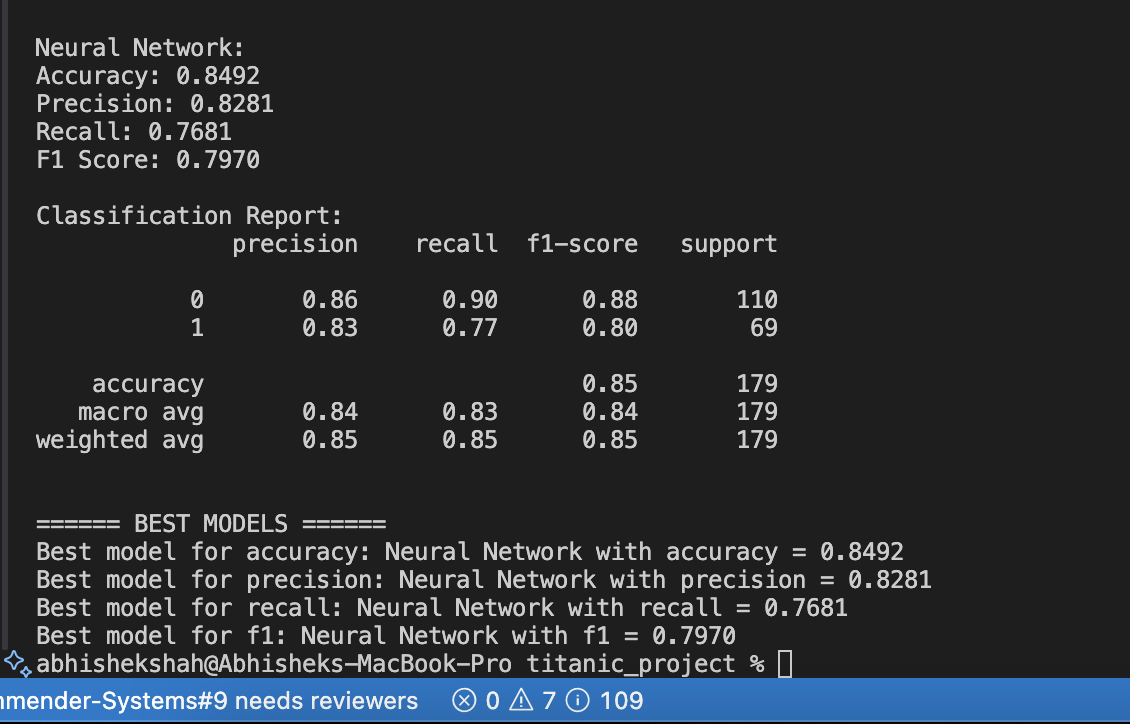 Neural Network:
Accuracy: 0.8492
Precision: 0.8281
Recall: 0.7681
F1 Score: 0.7970
Classification Report:
precision recall f1-score support
0 0.86 0.90 0.88 110
1 0.83 0.77 0.80 69
accuracy 0.85 179
macro avg 0.84 0.83 0.84 179
weighted avg 0.85 0.85 0.85 179
====== BEST MODELS ======
Best model for accuracy: Neural Network with accuracy = 0.8492
Best model for precision: Neural Network with precision = 0.8281
Best model for recall: Neural Network with recall = 0.7681
Best model for f1: Neural Network with f1 = 0.7970
abhishekshah@Abhisheks-MacBook-Pro titanic_project %
mmender-Systems#9 needs reviewers 0 7 109